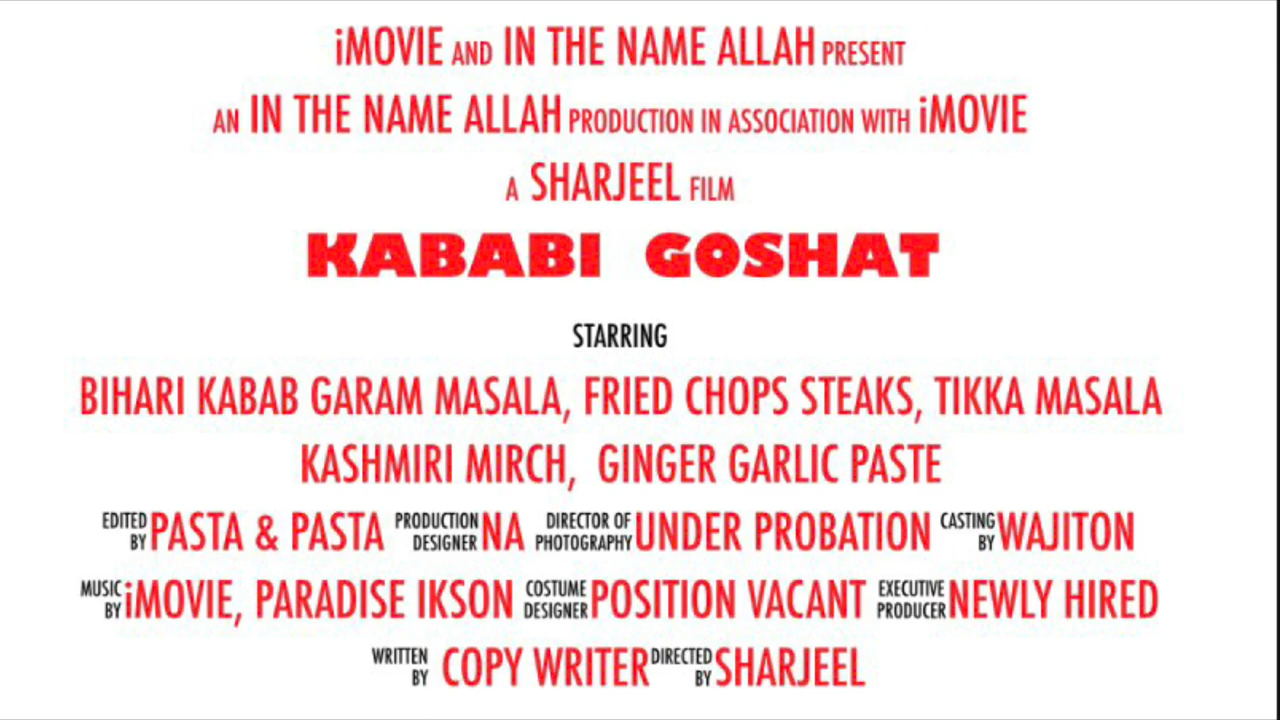 iMOVIE AND IN THE NAME ALLAH PRESENT
AN IN THE NAME ALLAH PRODUCTION IN ASSOCIATION WITH iMOVIE
A SHARJEEL FILM
KABABI GOSHAT
STARRING
BIHARI KABAB GARAM MASALA, FRIED CHOPS STEAKS, TIKKA MASALA
KASHMIRI MIRCH, GINGER GARLIC PASTE
EDITED BY PASTA & PASTA PRODUCTION DESIGNER NA DIRECTOR OF PHOTOGRAPHY UNDER PROBATION CASTING BY WAJITON
MUSIC BY iMOVIE, PARADISE IKSON COSTUME DESIGNER POSITION VACANT EXECUTIVE PRODUCER NEWLY HIRED
WRITTEN BY COPY WRITER DIRECTED BY SHARJEEL